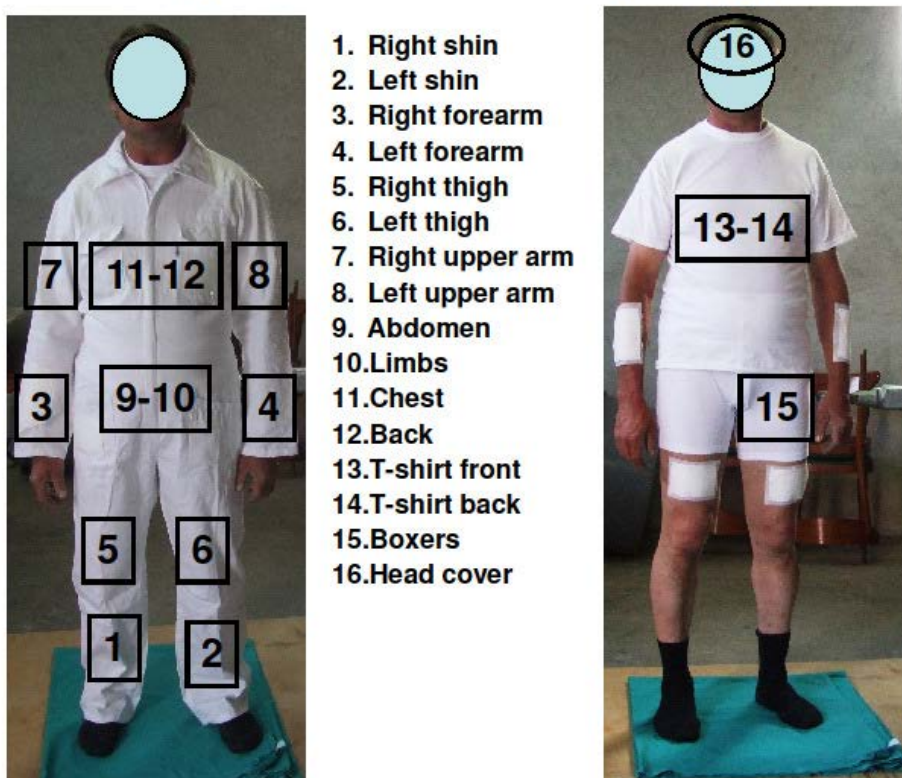 7
11-12
8
3
9-10
4
5
6
1
2
1. Right shin
2. Left shin
3. Right forearm
4. Left forearm
5. Right thigh
6. Left thigh
7. Right upper arm
8. Left upper arm
9. Abdomen
10.Limbs
11.Chest
12.Back
13.T-shirt front
14.T-shirt back
15.Boxers
16.Head cover
16
13-14
15